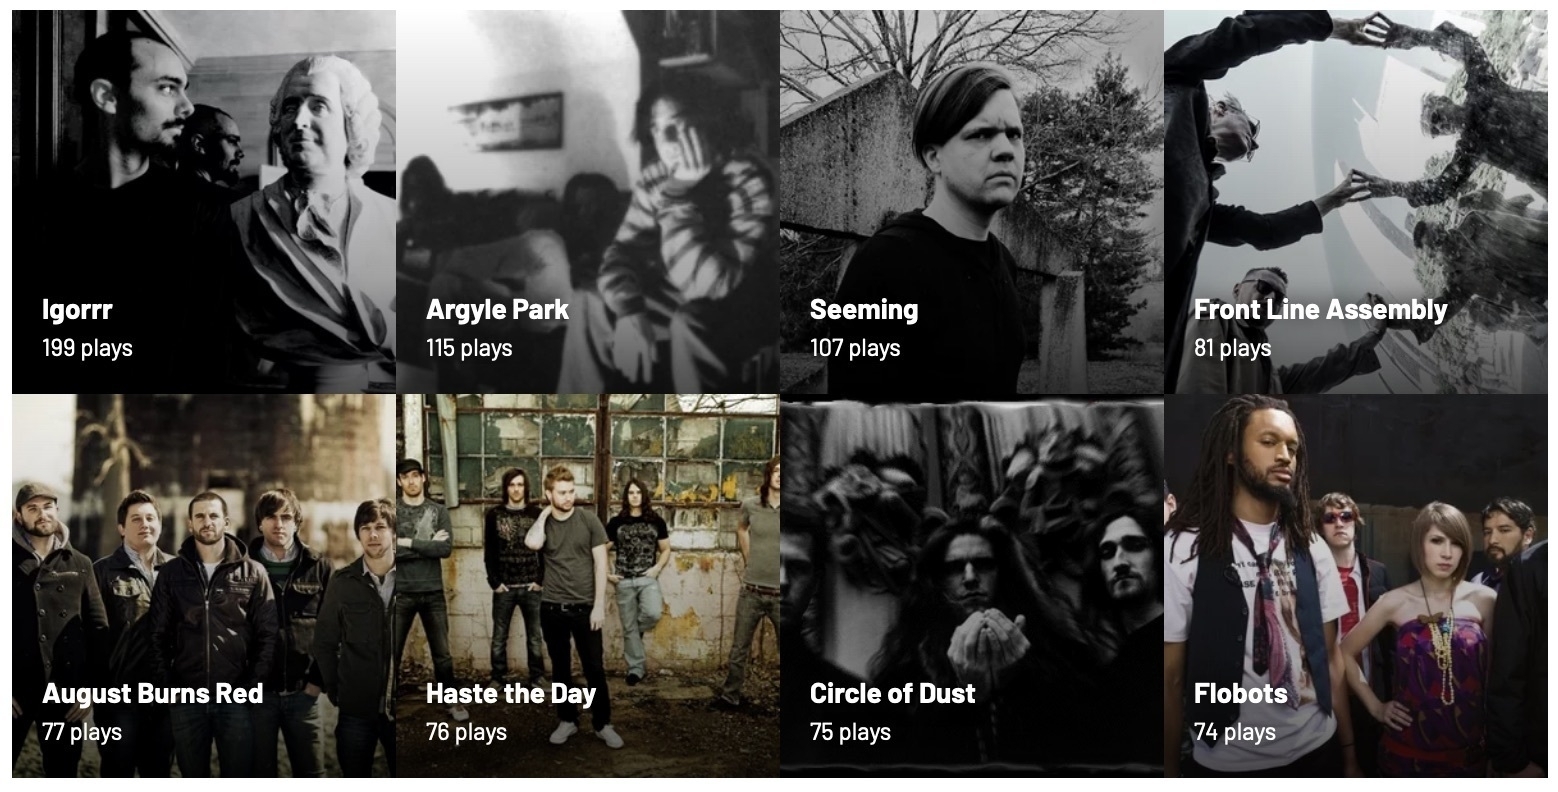 Igorrr
199 plays
Argyle Park
115 plays
Seeming
107 plays
Front Line Assembly
81 plays
August Burns Red
77 plays
Haste the Day
76 plays
Circle of Dust
75 plays
Flobots
74 plays